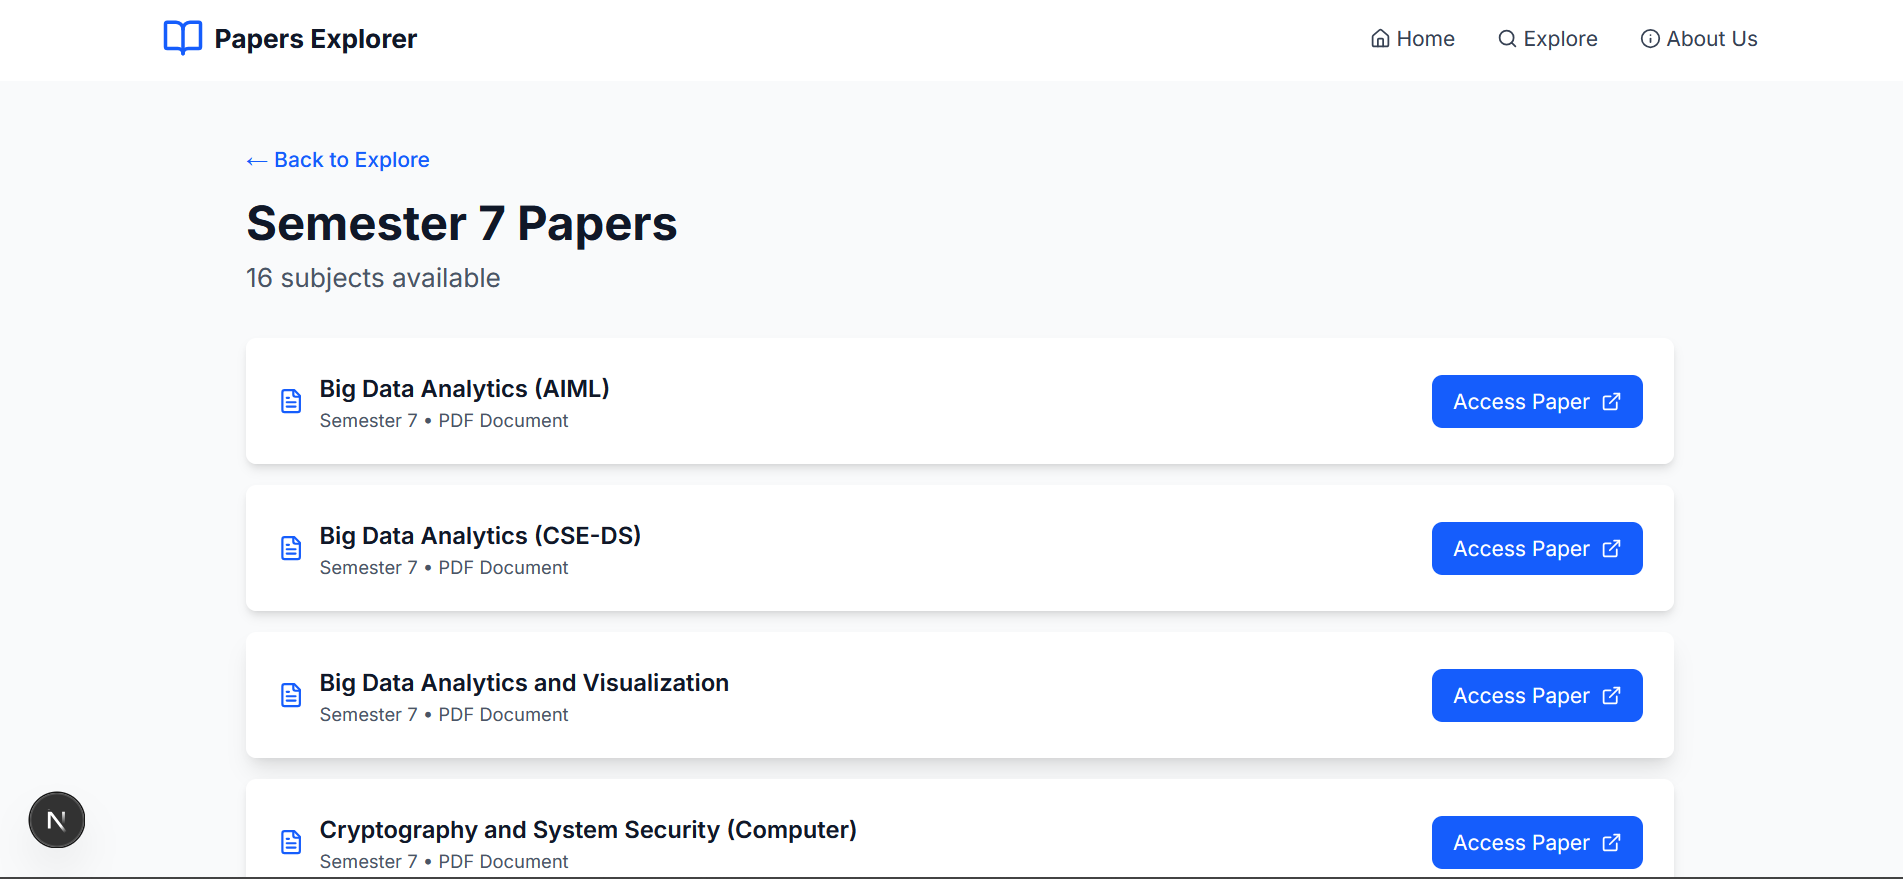 Papers Explorer
Home
Explore
About Us
← Back to Explore
Semester 7 Papers
16 subjects available
Big Data Analytics (AIML)
Semester 7 • PDF Document
Access Paper
Big Data Analytics (CSE-DS)
Semester 7 • PDF Document
Access Paper
Big Data Analytics and Visualization
Semester 7 • PDF Document
Access Paper
Cryptography and System Security (Computer)
Semester 7 • PDF Document
Access Paper
N